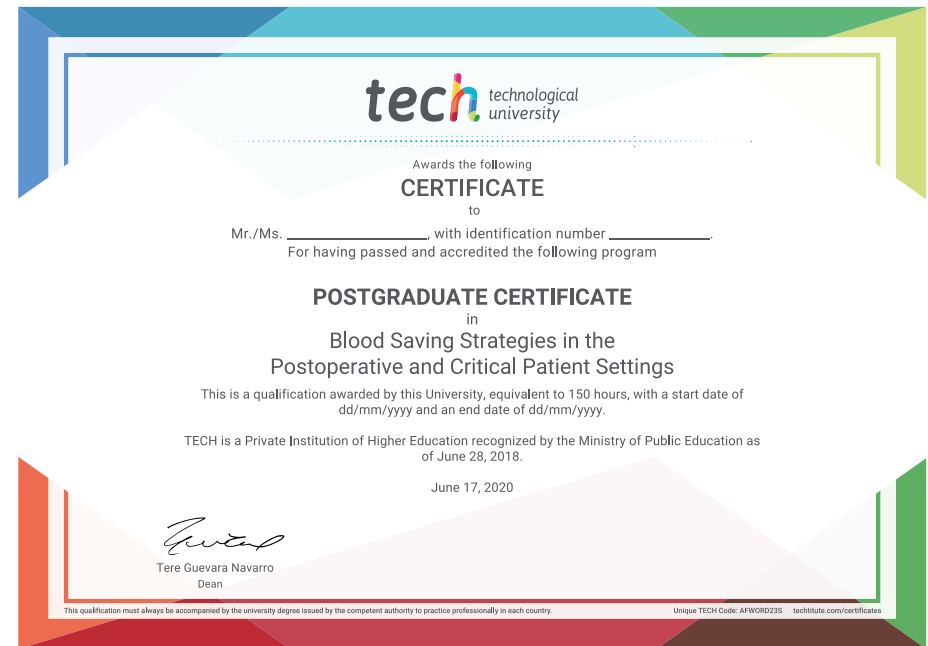 tech technological
university
Awards the following
CERTIFICATE
to
Mr./Ms. ____________________, with identification number ______________.
For having passed and accredited the following program
POSTGRADUATE CERTIFICATE
in
Blood Saving Strategies in the
Postoperative and Critical Patient Settings
This is a qualification awarded by this University, equivalent to 150 hours, with a start date of
dd/mm/yyyy and an end date of dd/mm/yyyy.
TECH is a Private Institution of Higher Education recognized by the Ministry of Public Education as
of June 28, 2018.
June 17, 2020
Tere Guevara Navarro
Dean
This qualification must always be accompanied by the university degree issued by the competent authority to practice professionally in each country.
Unique TECH Code: AFWORD23S techtitute.com/certificates